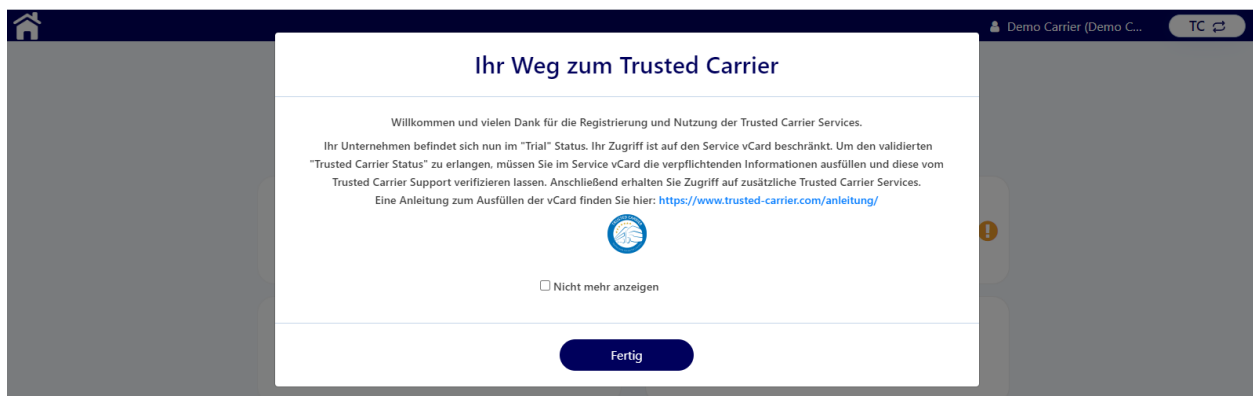 Demo Carrier (Demo C...
TC
Ihr Weg zum Trusted Carrier
Willkommen und vielen Dank für die Registrierung und Nutzung der Trusted Carrier Services.
Ihr Unternehmen befindet sich nun im "Trial" Status. Ihr Zugriff ist auf den Service vCard beschränkt. Um den validierten
"Trusted Carrier Status" zu erlangen, müssen Sie im Service vCard die verpflichtenden Informationen ausfüllen und diese vom
Trusted Carrier Support verifizieren lassen. Anschließend erhalten Sie Zugriff auf zusätzliche Trusted Carrier Services.
Eine Anleitung zum Ausfüllen der vCard finden Sie hier: https://www.trusted-carrier.com/anleitung/
Nicht mehr anzeigen
Fertig